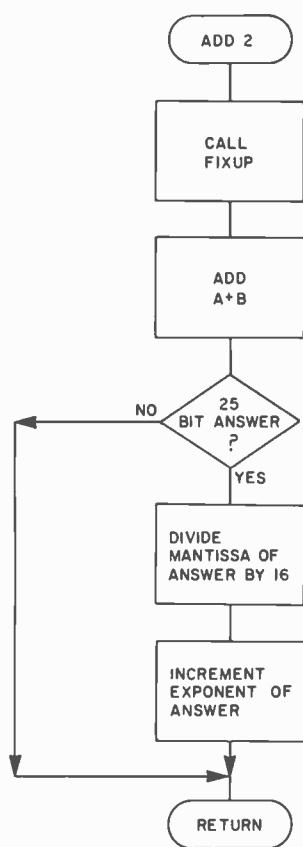 ADD 2
CALL
FIXUP
ADD
A+B
25
BIT ANSWER
?
NO
YES
DIVIDE
MANTISSA OF
ANSWER BY 16
INCREMENT
EXPONENT OF
ANSWER
RETURN